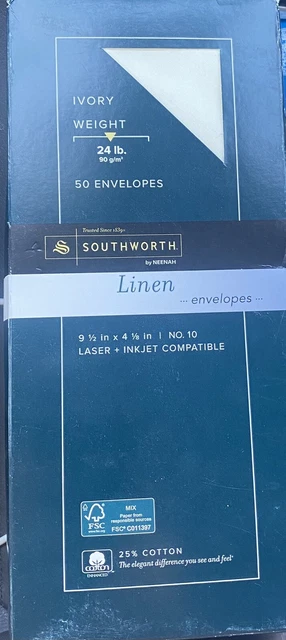 IVORY
WEIGHT
24 lb.
90 g/m²
50 ENVELOPES
Trusted Since 1839
S SOUTHWORTH
by NEENAH
Linen
... envelopes ...
9 ½ in x 4 ⅛ in | NO. 10
LASER + INKJET COMPATIBLE
FSC
MIX
Paper from
responsible sources
FSC® C011397
cotton
ENHANCED
25% COTTON
The elegant difference you see and feel®